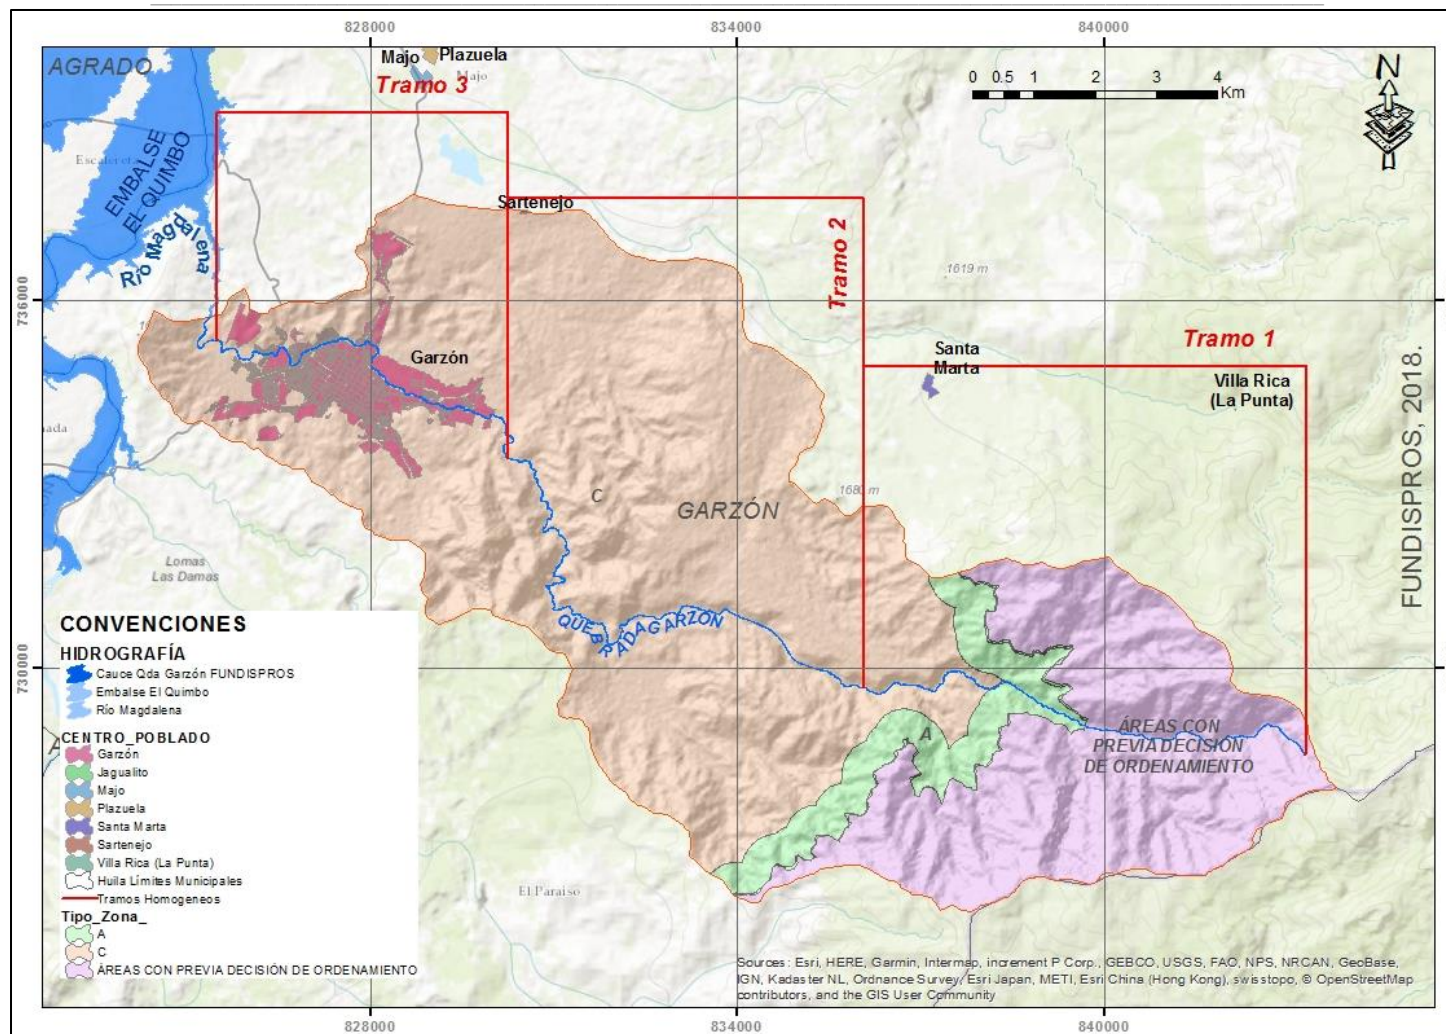 828000
834000
840000
AGRADO
Majo
Plazuela
Majo
Tramo 3
0 0.5 1 2 3 4
Km
N
Escalereta
EMBALSE
EL QUIMBO
Río Magdalena
Sartenejo
Tramo 2
1619 m
736000
736000
Tramo 1
Garzón
Santa
Marta
Villa Rica
(La Punta)
FUNDISPROS, 2018.
C
GARZÓN
1680 m
Lomas
Las Damas
QUEBRADA GARZÓN
730000
730000
A
ÁREAS CON
PREVIA DECISIÓN
DE ORDENAMIENTO
El Paraiso
CONVENCIONES
HIDROGRAFÍA
Cauce Qda Garzón FUNDISPROS
Embalse El Quimbo
Río Magdalena
CENTRO_POBLADO
Garzón
Jagualito
Majo
Plazuela
Santa Marta
Sartenejo
Villa Rica (La Punta)
Huila Límites Municipales
Tramos Homogeneos
Tipo_Zona_
A
C
ÁREAS CON PREVIA DECISIÓN DE ORDENAMIENTO
Sources: Esri, HERE, Garmin, Intermap, increment P Corp., GEBCO, USGS, FAO, NPS, NRCAN, GeoBase,
IGN, Kadaster NL, Ordnance Survey, Esri Japan, METI, Esri China (Hong Kong), swisstopo, © OpenStreetMap
contributors, and the GIS User Community
828000
834000
840000